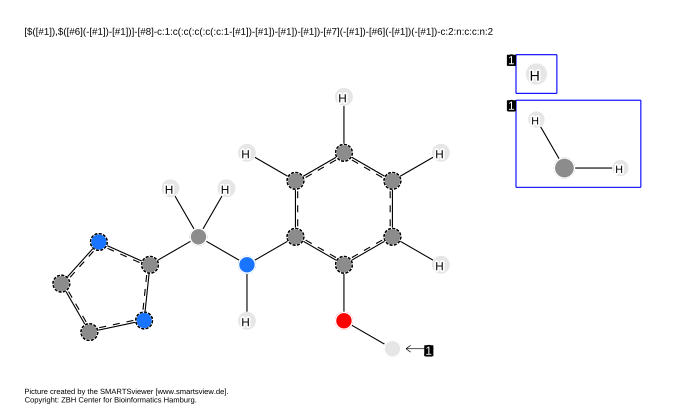 [$([#1]),$([#6](-[#1])-[#1])]-[#8]-c:1:c(:c(:c(:c(:c:1-[#1])-[#1])-[#1])-[#1])-[#7](-[#1])-[#6](-[#1])(-[#1])-c:2:n:c:c:n:2
1
H
1
H
H
H
H
H
H
H
H
H
1
Picture created by the SMARTSviewer [www.smartsview.de].
Copyright: ZBH Center for Bioinformatics Hamburg.